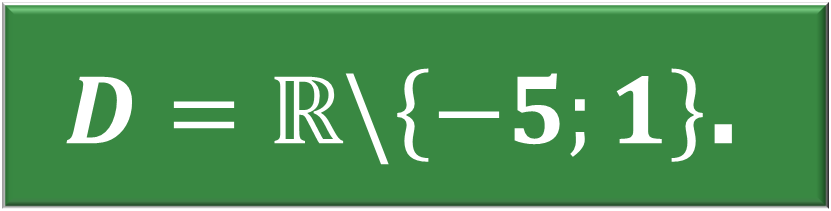 D = ℝ\{−5; 1}.